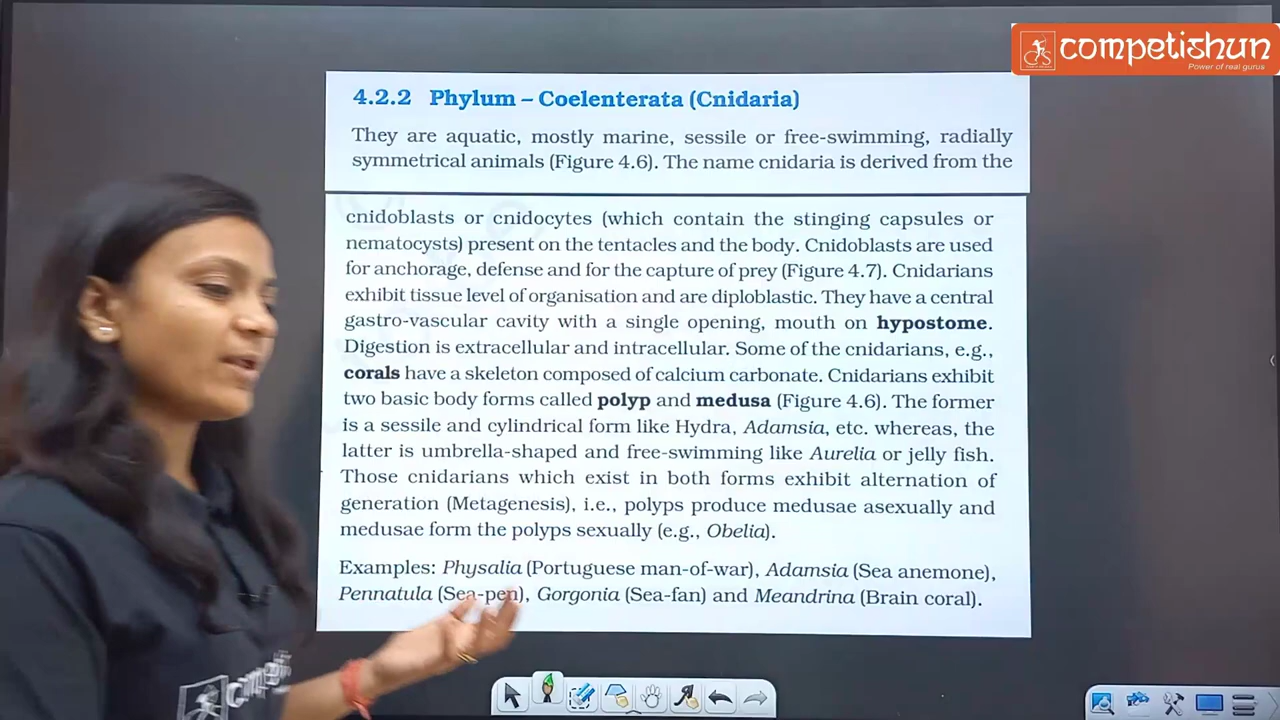 competishun
Power of real gurus
4.2.2 Phylum – Coelenterata (Cnidaria)
They are aquatic, mostly marine, sessile or free-swimming, radially
symmetrical animals (Figure 4.6). The name cnidaria is derived from the
cnidoblasts or cnidocytes (which contain the stinging capsules or
nematocysts) present on the tentacles and the body. Cnidoblasts are used
for anchorage, defense and for the capture of prey (Figure 4.7). Cnidarians
exhibit tissue level of organisation and are diploblastic. They have a central
gastro-vascular cavity with a single opening, mouth on hypostome.
Digestion is extracellular and intracellular. Some of the cnidarians, e.g.,
corals have a skeleton composed of calcium carbonate. Cnidarians exhibit
two basic body forms called polyp and medusa (Figure 4.6). The former
is a sessile and cylindrical form like Hydra, Adamsia, etc. whereas, the
latter is umbrella-shaped and free-swimming like Aurelia or jelly fish.
Those cnidarians which exist in both forms exhibit alternation of
generation (Metagenesis), i.e., polyps produce medusae asexually and
medusae form the polyps sexually (e.g., Obelia).
Examples: Physalia (Portuguese man-of-war), Adamsia (Sea anemone),
Pennatula (Sea-pen), Gorgonia (Sea-fan) and Meandrina (Brain coral).